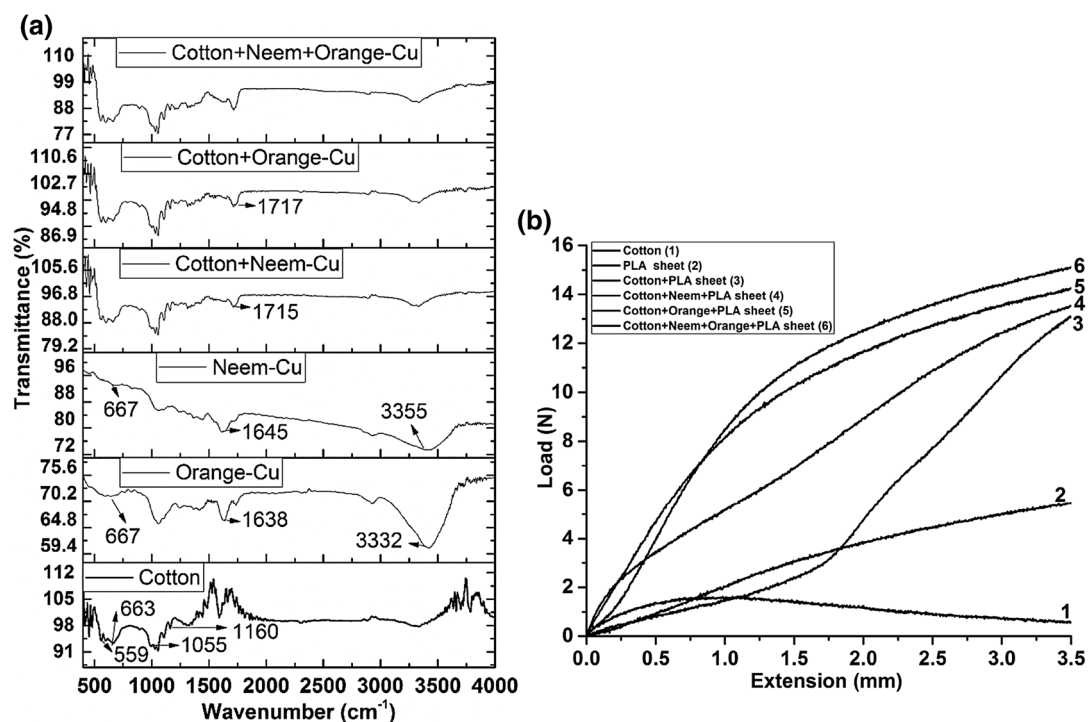 (a)
Cotton+Neem+Orange-Cu
110
99
88
77
Cotton+Orange-Cu
110.6
102.7
94.8
86.9
1717
Cotton+Neem-Cu
105.6
96.8
88.0
79.2
1715
Neem-Cu
96
88
80
72
667
1645
3355
Orange-Cu
75.6
70.2
64.8
59.4
667
1638
3332
Cotton
112
105
98
91
663
559
1055
1160
500 1000 1500 2000 2500 3000 3500 4000
Wavenumber (cm-1)
Transmittance (%)
(b)
Cotton (1)
PLA sheet (2)
Cotton+PLA sheet (3)
Cotton+Neem+PLA sheet (4)
Cotton+Orange+PLA sheet (5)
Cotton+Neem+Orange+PLA sheet (6)
16
14
12
10
8
6
4
2
0
6
5
4
3
2
1
0.0 0.5 1.0 1.5 2.0 2.5 3.0 3.5
Extension (mm)
Load (N)